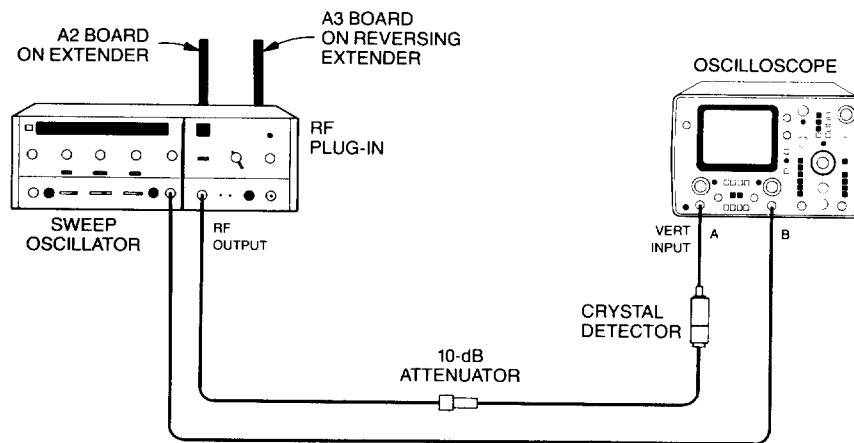 A2 BOARD
ON EXTENDER
A3 BOARD
ON REVERSING
EXTENDER
OSCILLOSCOPE
RF
PLUG-IN
SWEEP
OSCILLATOR
RF
OUTPUT
VERT
INPUT
A
B
CRYSTAL
DETECTOR
10-dB
ATTENUATOR